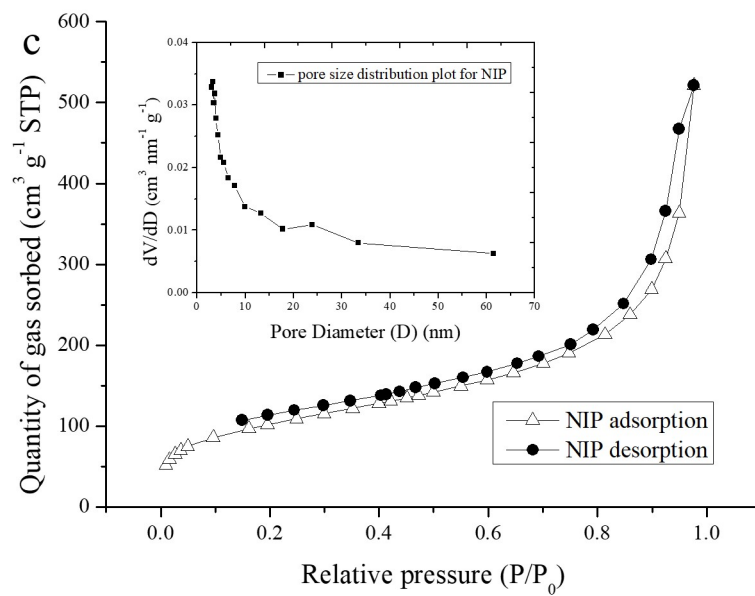 c
600
500
400
300
200
100
0
Quantity of gas sorbed (cm³ g⁻¹ STP)
0.0 0.2 0.4 0.6 0.8 1.0
Relative pressure (P/P₀)
NIP adsorption
NIP desorption
0.04
0.03
0.02
0.01
0.00
dV/dD (cm³ nm⁻¹ g⁻¹)
pore size distribution plot for NIP
0 10 20 30 40 50 60 70
Pore Diameter (D) (nm)